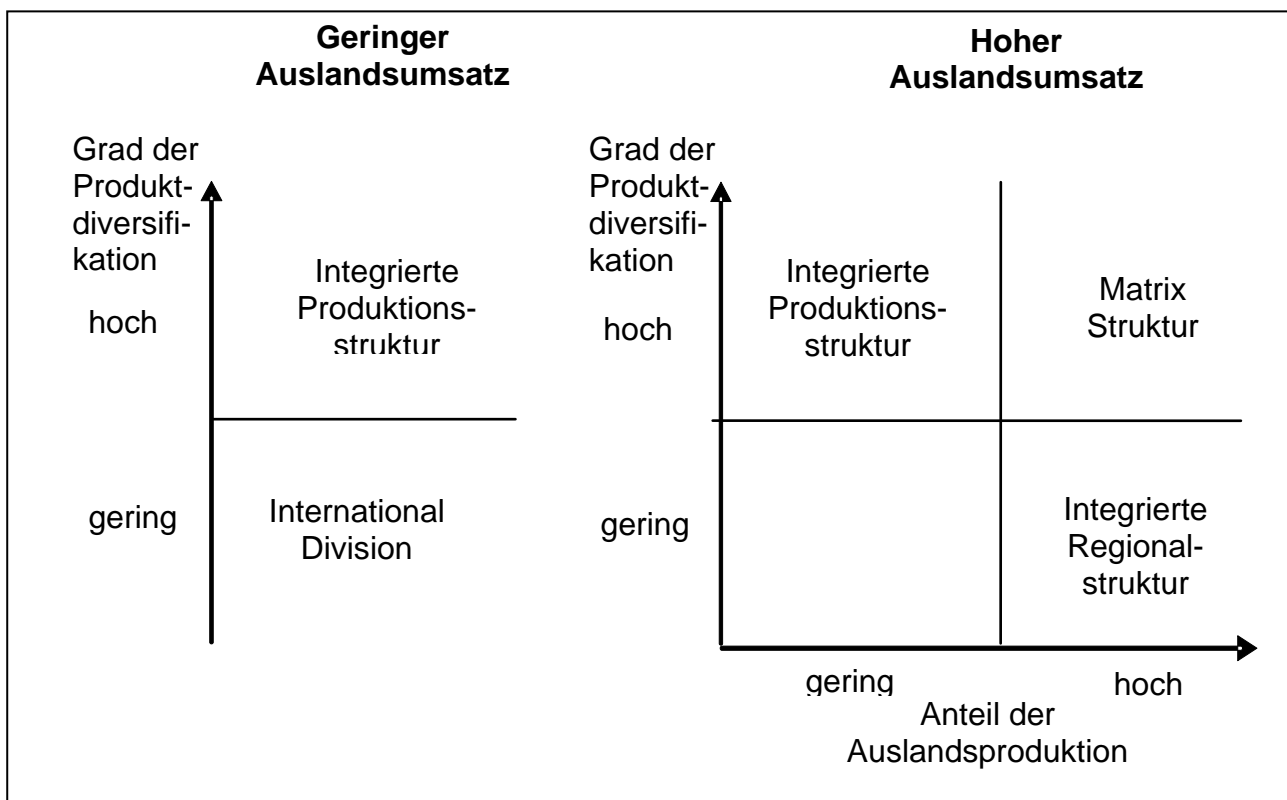 Geringer
Auslandsumsatz
Grad der
Produkt-
diversifi-
kation
hoch
Integrierte
Produktions-
struktur
gering
International
Division
Hoher
Auslandsumsatz
Grad der
Produkt-
diversifi-
kation
hoch
Integrierte
Produktions-
struktur
Matrix
Struktur
gering
Integrierte
Regional-
struktur
gering
hoch
Anteil der
Auslandsproduktion